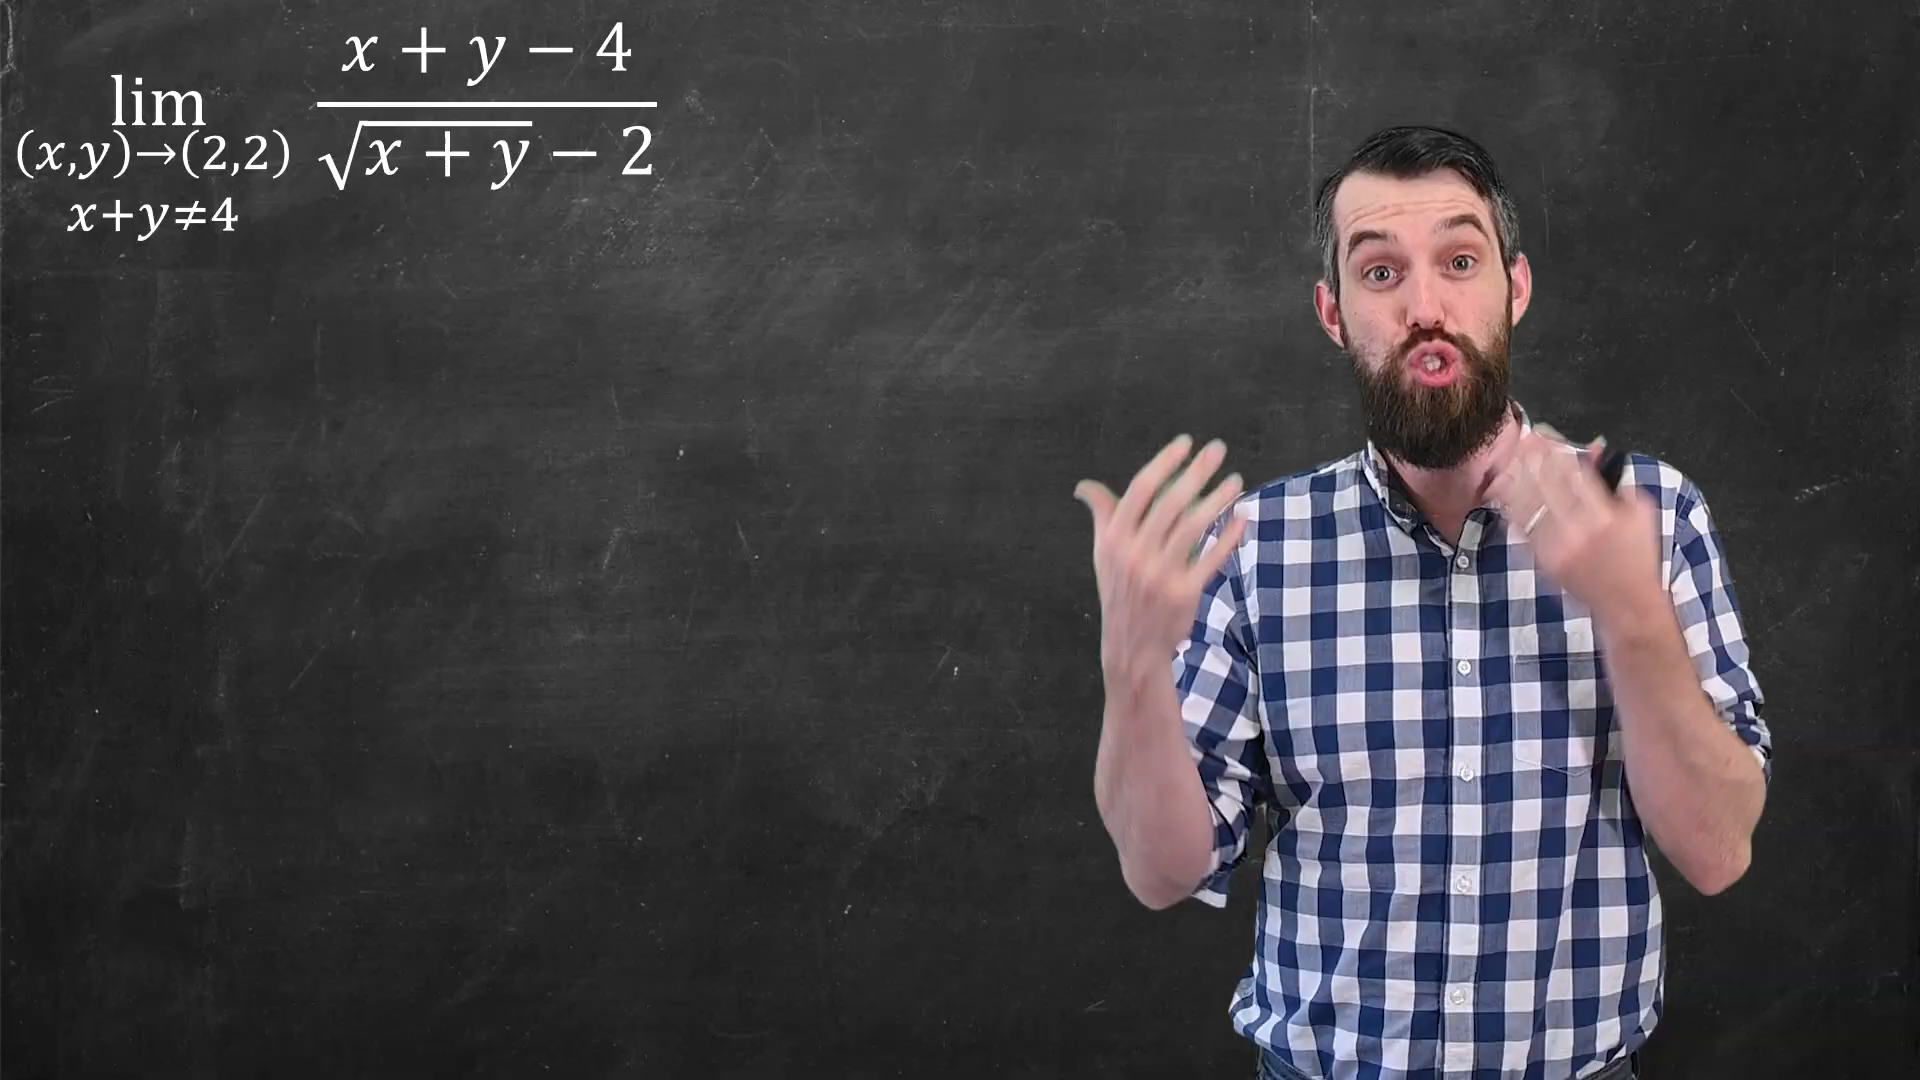 lim (x,y)→(2,2) x+y≠4 (x + y − 4)/(√(x + y) − 2)